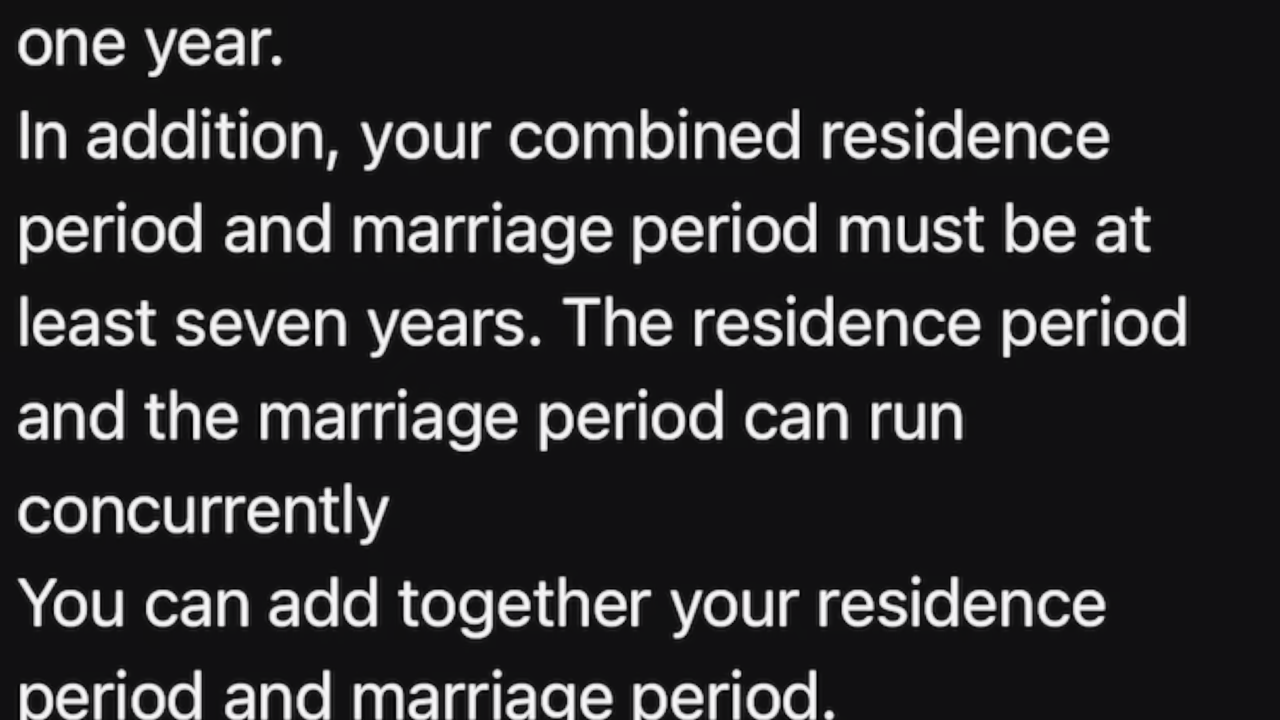 one year.
In addition, your combined residence
period and marriage period must be at
least seven years. The residence period
and the marriage period can run
concurrently
You can add together your residence
period and marriage period.